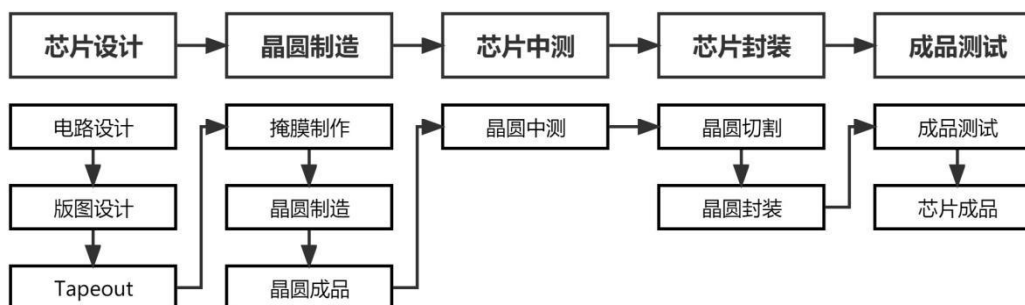 芯片设计
晶圆制造
芯片中测
芯片封装
成品测试
电路设计
版图设计
Tapeout
掩膜制作
晶圆制造
晶圆成品
晶圆中测
晶圆切割
晶圆封装
成品测试
芯片成品